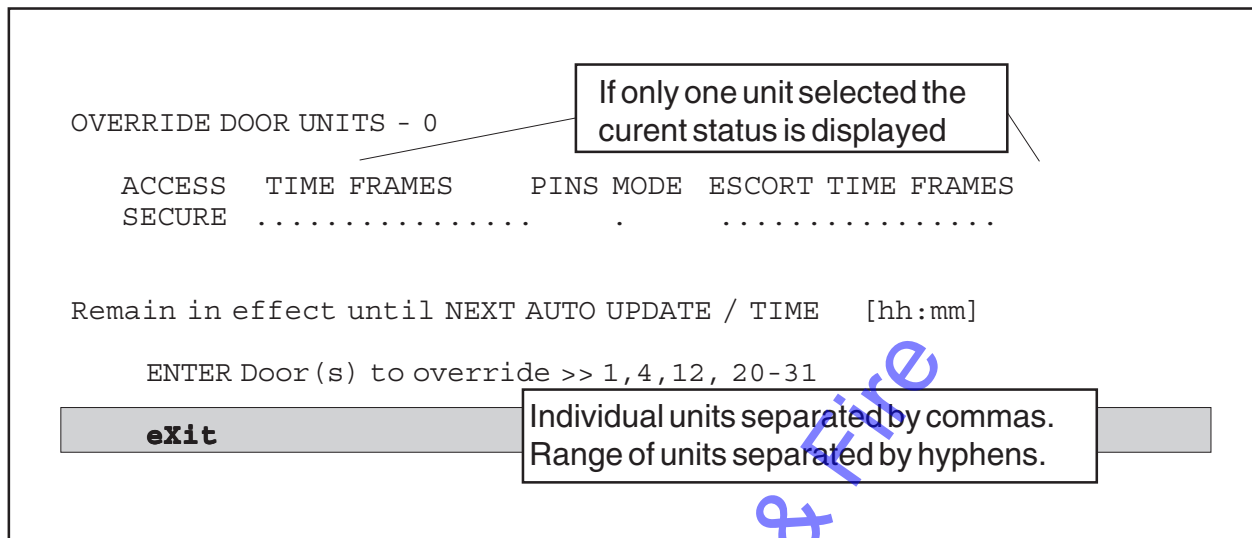 If only one unit selected the
curent status is displayed
OVERRIDE DOOR UNITS - 0
ACCESS TIME FRAMES PINS MODE ESCORT TIME FRAMES
SECURE ................ . ................
Remain in effect until NEXT AUTO UPDATE / TIME [hh:mm]
ENTER Door(s) to override >> 1,4,12, 20-31
Individual units separated by commas.
Range of units separated by hyphens.
eXit
& Fire